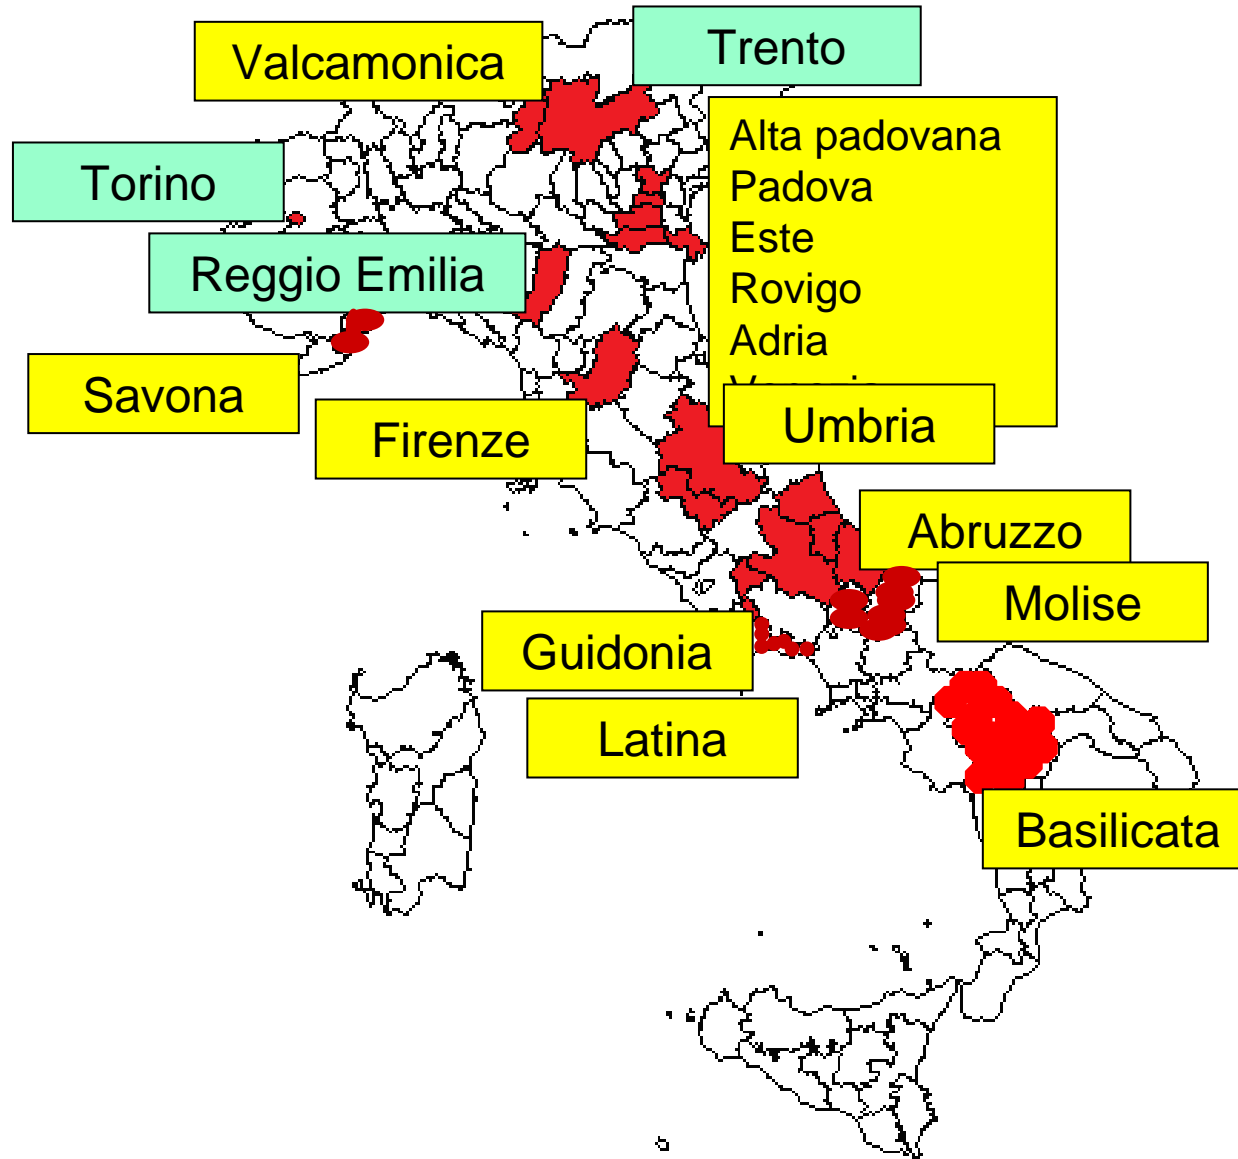 Valcamonica
Trento
Alta padovana
Padova
Este
Rovigo
Adria
Torino
Reggio Emilia
Savona
Firenze
Umbria
Abruzzo
Molise
Guidonia
Latina
Basilicata